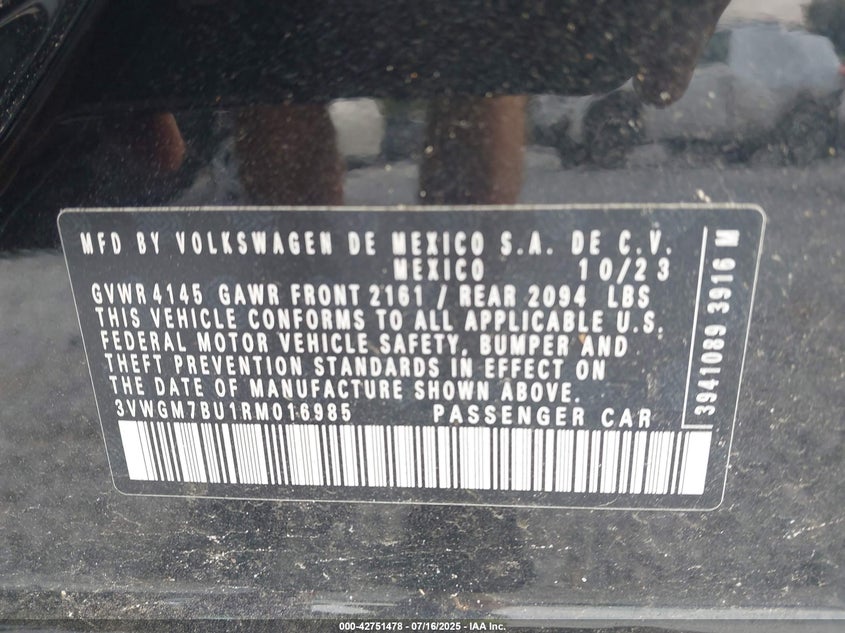 MFD BY VOLKSWAGEN DE MEXICO S.A. DE C.V.
MEXICO 10/23
GVWR 4145 GAWR FRONT 2161 / REAR 2094 LBS
THIS VEHICLE CONFORMS TO ALL APPLICABLE U.S.
FEDERAL MOTOR VEHICLE SAFETY, BUMPER AND
THEFT PREVENTION STANDARDS IN EFFECT ON
THE DATE OF MANUFACTURE SHOWN ABOVE.
3VWGM7BU1RM016985 PASSENGER CAR
3941089 3916 M
000-42751478 - 07/16/2025 - IAA Inc.